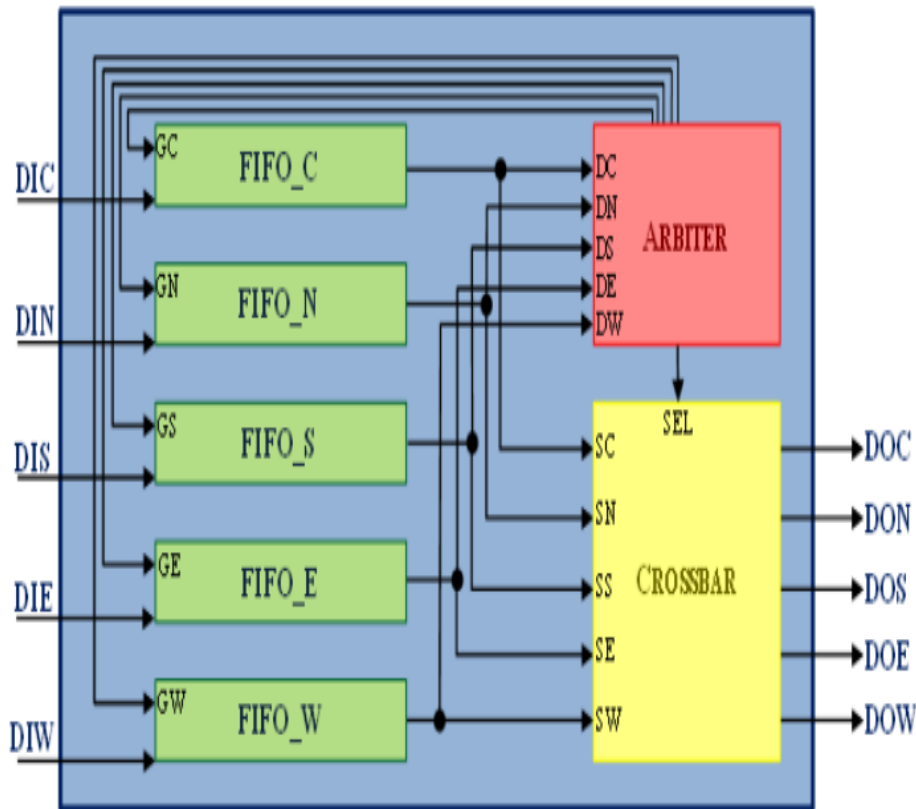 GC
FIFO_C
DIC
DC
DN
ARBITER
DS
DE
DW
GN
FIFO_N
DIN
GS
FIFO_S
DIS
SEL
SC
DOC
SN
DON
GE
FIFO_E
DIE
CROSSBAR
SS
DOS
SE
DOE
GW
FIFO_W
DIW
SW
DOW